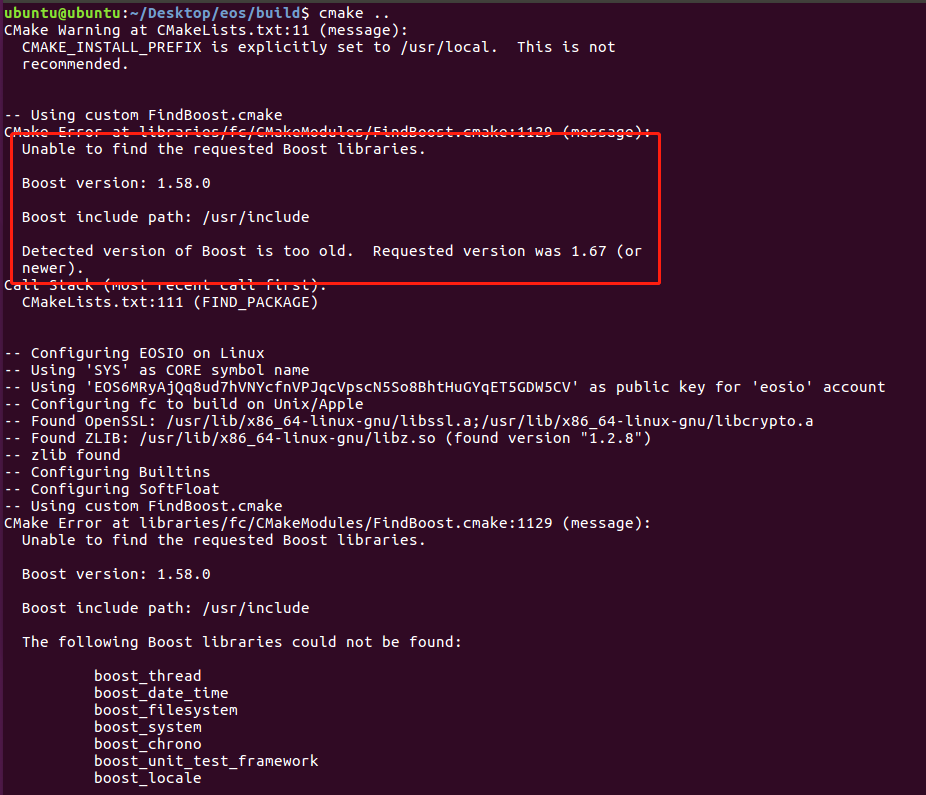 ubuntu@ubuntu:~/Desktop/eos/build$ cmake ..
CMake Warning at CMakeLists.txt:11 (message):
  CMAKE_INSTALL_PREFIX is explicitly set to /usr/local.  This is not
  recommended.
-- Using custom FindBoost.cmake
CMake Error at libraries/fc/CMakeModules/FindBoost.cmake:1129 (message):
  Unable to find the requested Boost libraries.
  Boost version: 1.58.0
  Boost include path: /usr/include
  Detected version of Boost is too old.  Requested version was 1.67 (or
  newer).
Call Stack (most recent call first):
  CMakeLists.txt:111 (FIND_PACKAGE)
-- Configuring EOSIO on Linux
-- Using 'SYS' as CORE symbol name
-- Using 'EOS6MRyAjQq8ud7hVNYcfnVPJqcVpscN5So8BhtHuGYqET5GDW5CV' as public key for 'eosio' account
-- Configuring fc to build on Unix/Apple
-- Found OpenSSL: /usr/lib/x86_64-linux-gnu/libssl.a;/usr/lib/x86_64-linux-gnu/libcrypto.a
-- Found ZLIB: /usr/lib/x86_64-linux-gnu/libz.so (found version "1.2.8")
-- zlib found
-- Configuring Builtins
-- Configuring SoftFloat
-- Using custom FindBoost.cmake
CMake Error at libraries/fc/CMakeModules/FindBoost.cmake:1129 (message):
  Unable to find the requested Boost libraries.
  Boost version: 1.58.0
  Boost include path: /usr/include
  The following Boost libraries could not be found:
          boost_thread
          boost_date_time
          boost_filesystem
          boost_system
          boost_chrono
          boost_unit_test_framework
          boost_locale